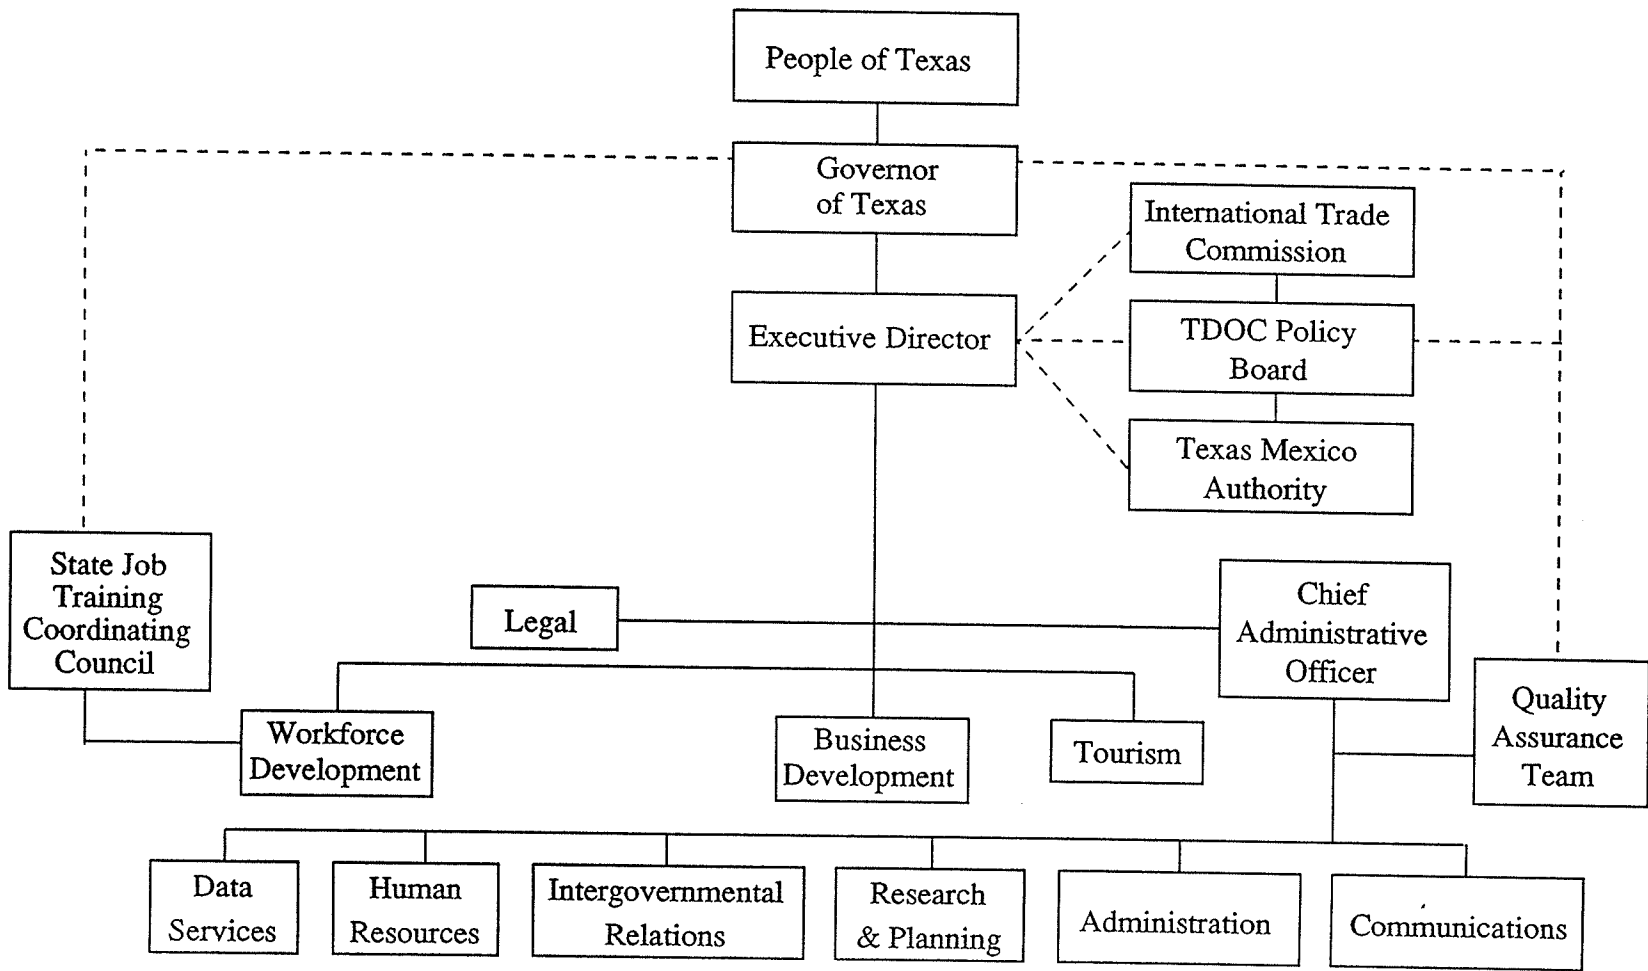 People of Texas
Governor
of Texas
International Trade
Commission
Executive Director
TDOC Policy
Board
Texas Mexico
Authority
State Job
Training
Coordinating
Council
Legal
Chief
Administrative
Officer
Quality
Assurance
Team
Workforce
Development
Business
Development
Tourism
Data
Services
Human
Resources
Intergovernmental
Relations
Research
& Planning
Administration
Communications